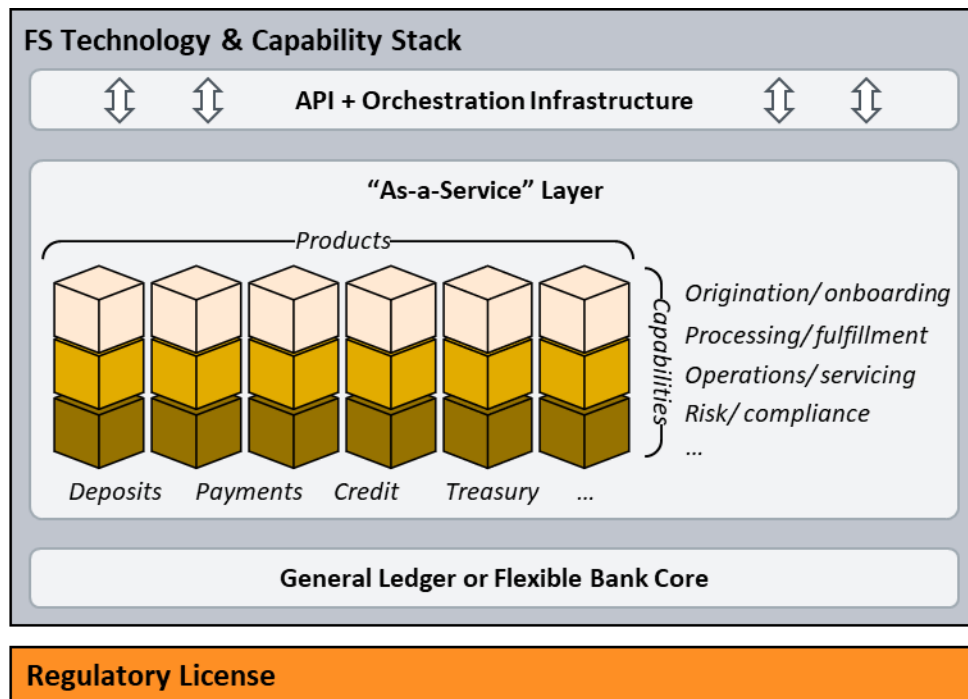 FS Technology & Capability Stack
API + Orchestration Infrastructure
“As-a-Service” Layer
Products
Capabilities
Origination/ onboarding
Processing/ fulfillment
Operations/ servicing
Risk/ compliance
...
Deposits Payments Credit Treasury ...
General Ledger or Flexible Bank Core
Regulatory License